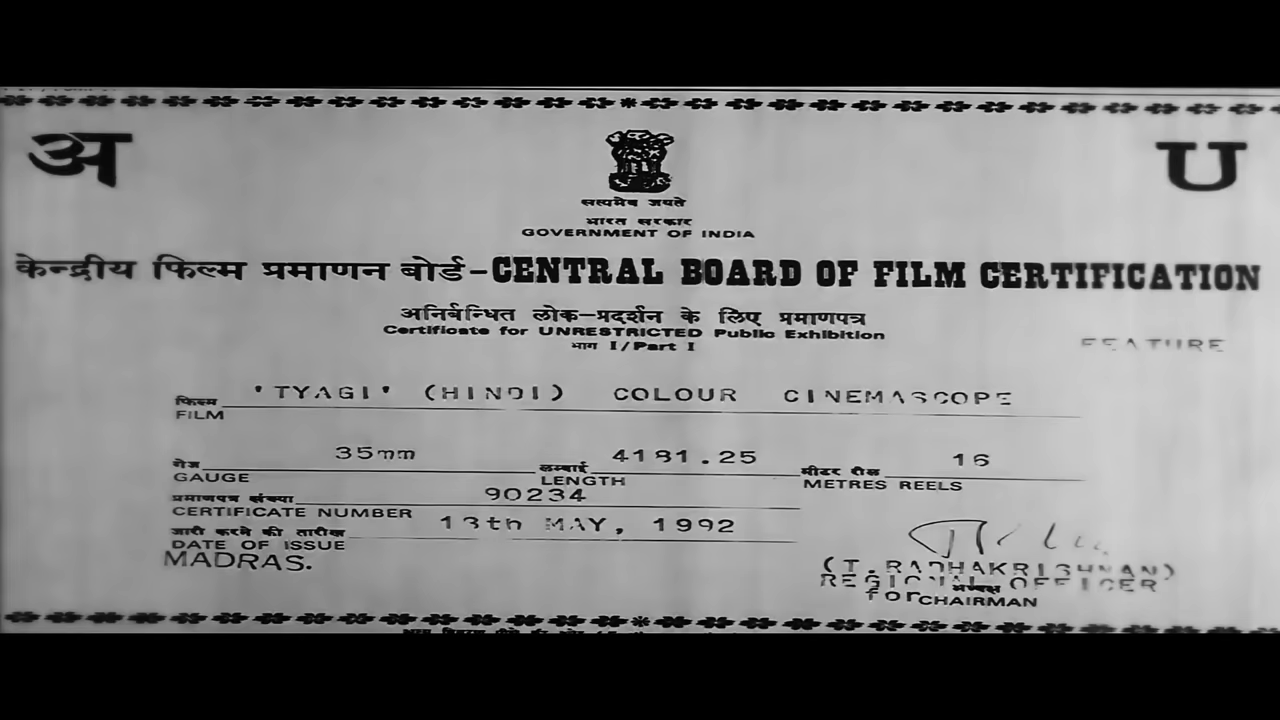 अ
U
सत्यमेव जयते
भारत सरकार
GOVERNMENT OF INDIA
केन्द्रीय फिल्म प्रमाणन बोर्ड-CENTRAL BOARD OF FILM CERTIFICATION
अनिर्बन्धित लोक-प्रदर्शन के लिए प्रमाणपत्र
Certificate for UNRESTRICTED Public Exhibition
भाग I/Part I
FEATURE
फिल्म 'TYAGI' (HINDI) COLOUR CINEMASCOPE
FILM
गेज 35mm लम्बाई 4181.25 मीटर रील 16
GAUGE LENGTH METRES REELS
प्रमाणपत्र संख्या 90234
CERTIFICATE NUMBER
जारी करने की तारीख 13th MAY, 1992
DATE OF ISSUE
MADRAS.
(T.RADHAKRISHNAN)
REGIONAL OFFICER
अध्यक्ष
for CHAIRMAN